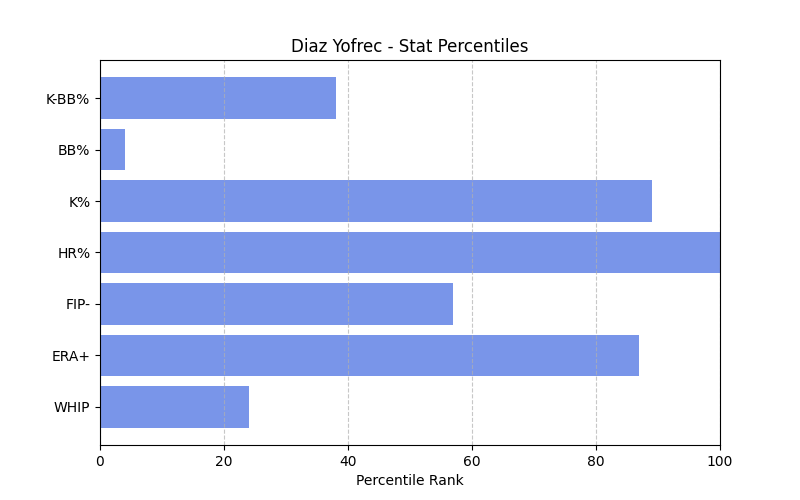 Diaz Yofrec - Stat Percentiles
K-BB%
BB%
K%
HR%
FIP-
ERA+
WHIP
0 20 40 60 80 100
Percentile Rank